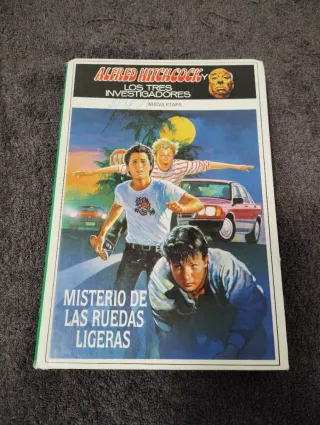 ALFRED HITCHCOCK Y
LOS TRES
INVESTIGADORES
NUEVA ETAPA
MISTERIO DE
LAS RUEDAS
LIGERAS